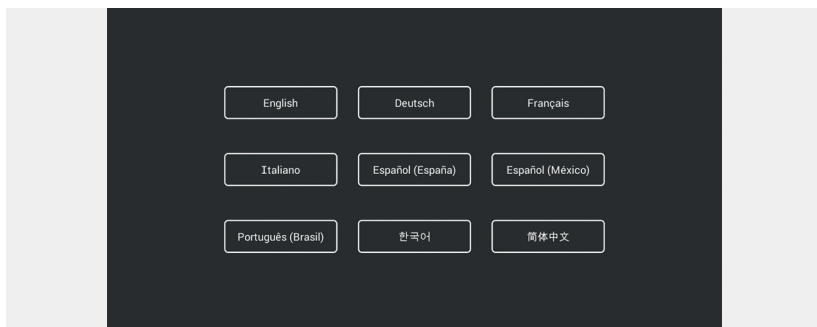 English
Deutsch
Français
Italiano
Español (España)
Español (México)
Português (Brasil)
한국어
简体中文